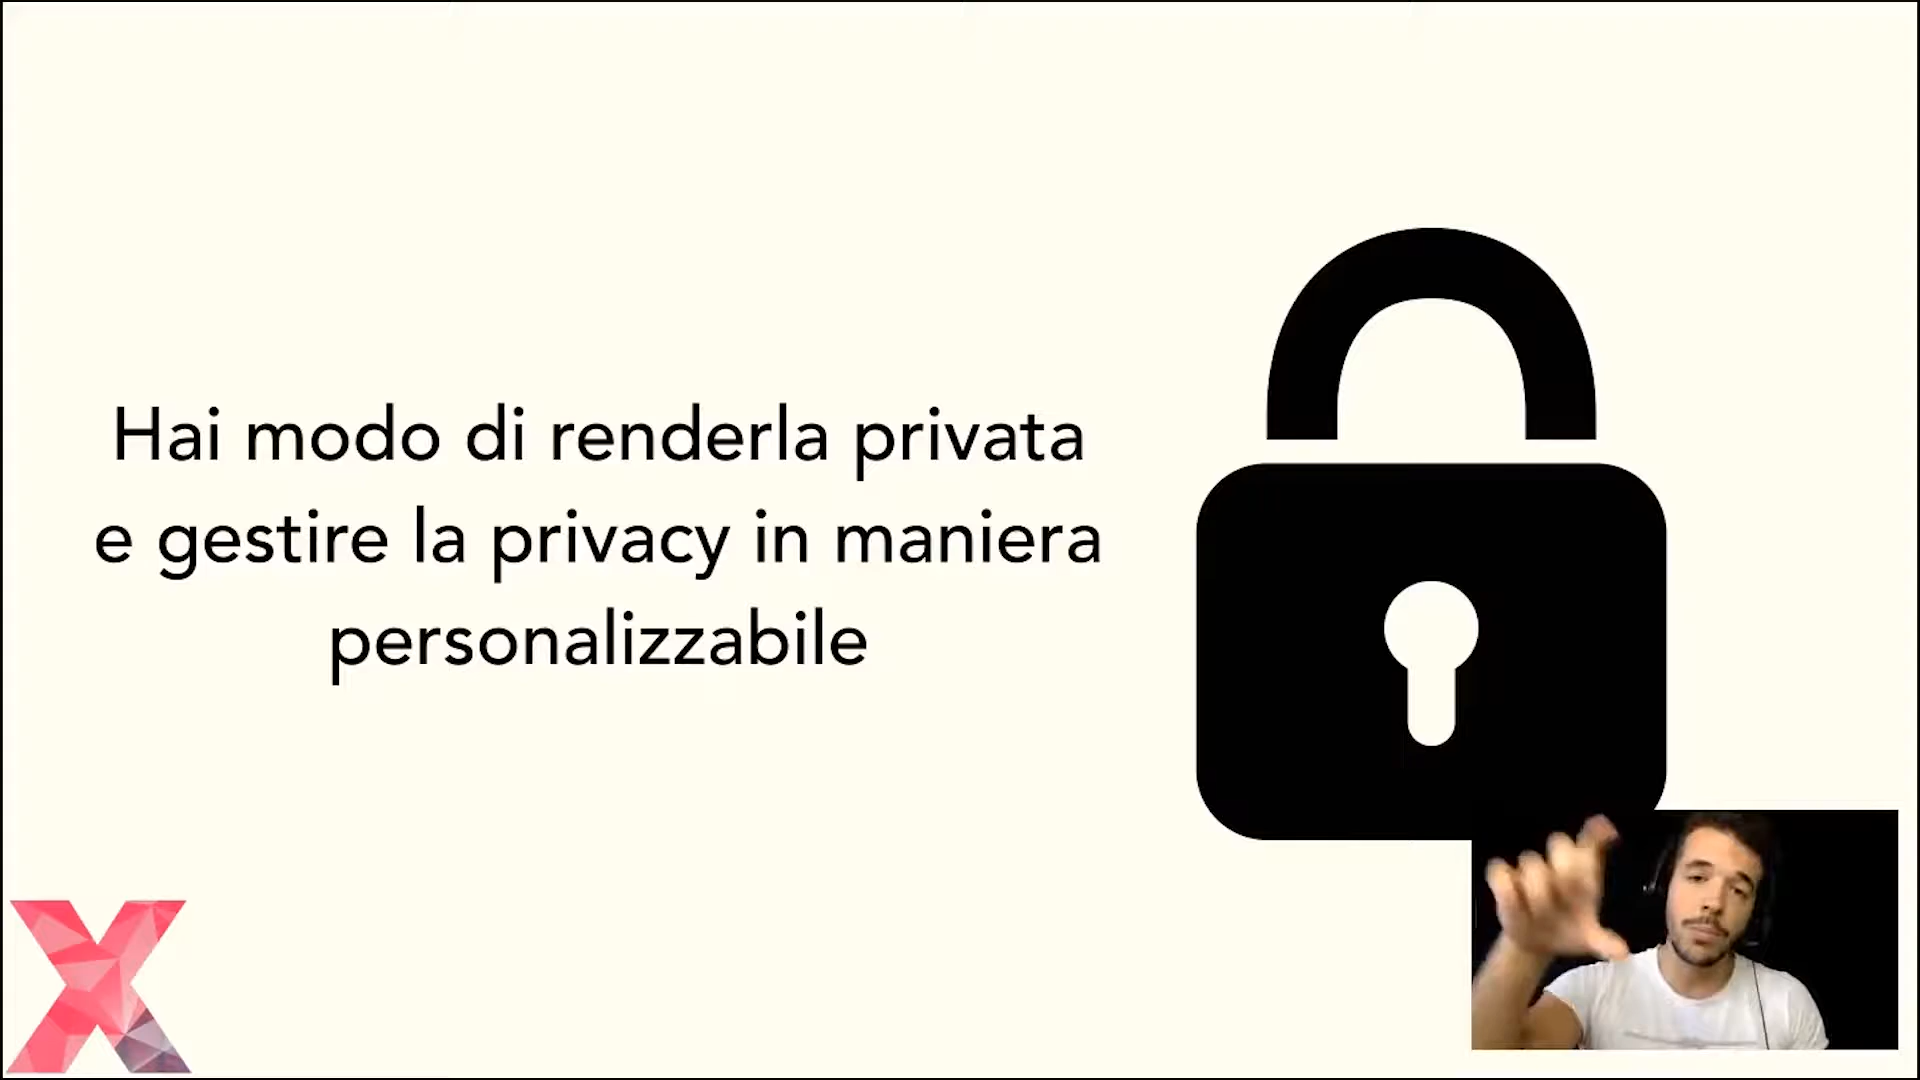 Hai modo di renderla privata
e gestire la privacy in maniera
personalizzabile
X